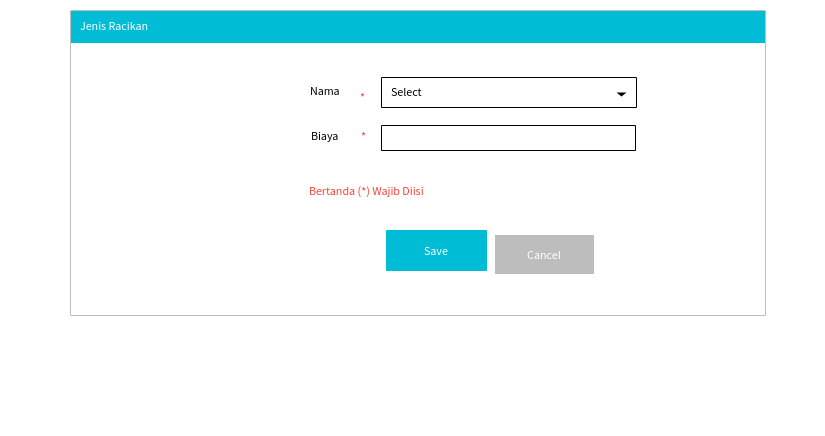 Jenis Racikan
Nama * Select
Biaya *
Bertanda (*) Wajib Diisi
Save Cancel